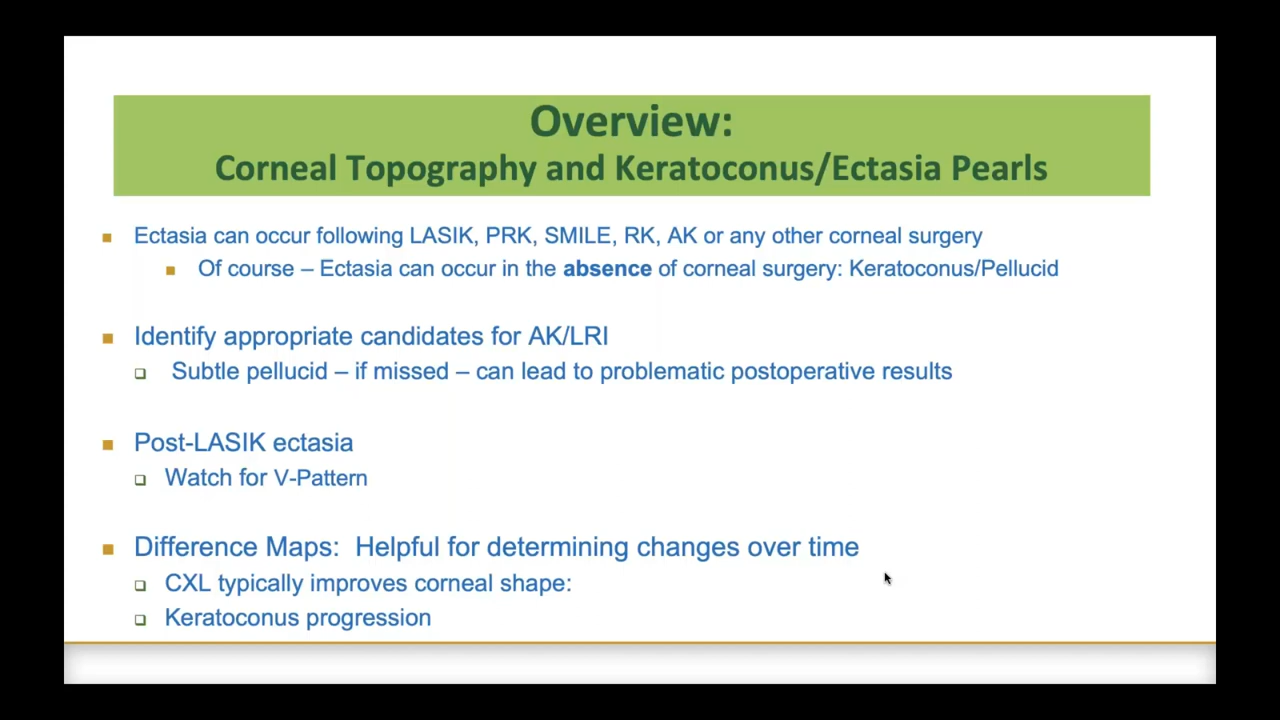 Overview:
Corneal Topography and Keratoconus/Ectasia Pearls
Ectasia can occur following LASIK, PRK, SMILE, RK, AK or any other corneal surgery
Of course – Ectasia can occur in the absence of corneal surgery: Keratoconus/Pellucid
Identify appropriate candidates for AK/LRI
Subtle pellucid – if missed – can lead to problematic postoperative results
Post-LASIK ectasia
Watch for V-Pattern
Difference Maps: Helpful for determining changes over time
CXL typically improves corneal shape:
Keratoconus progression